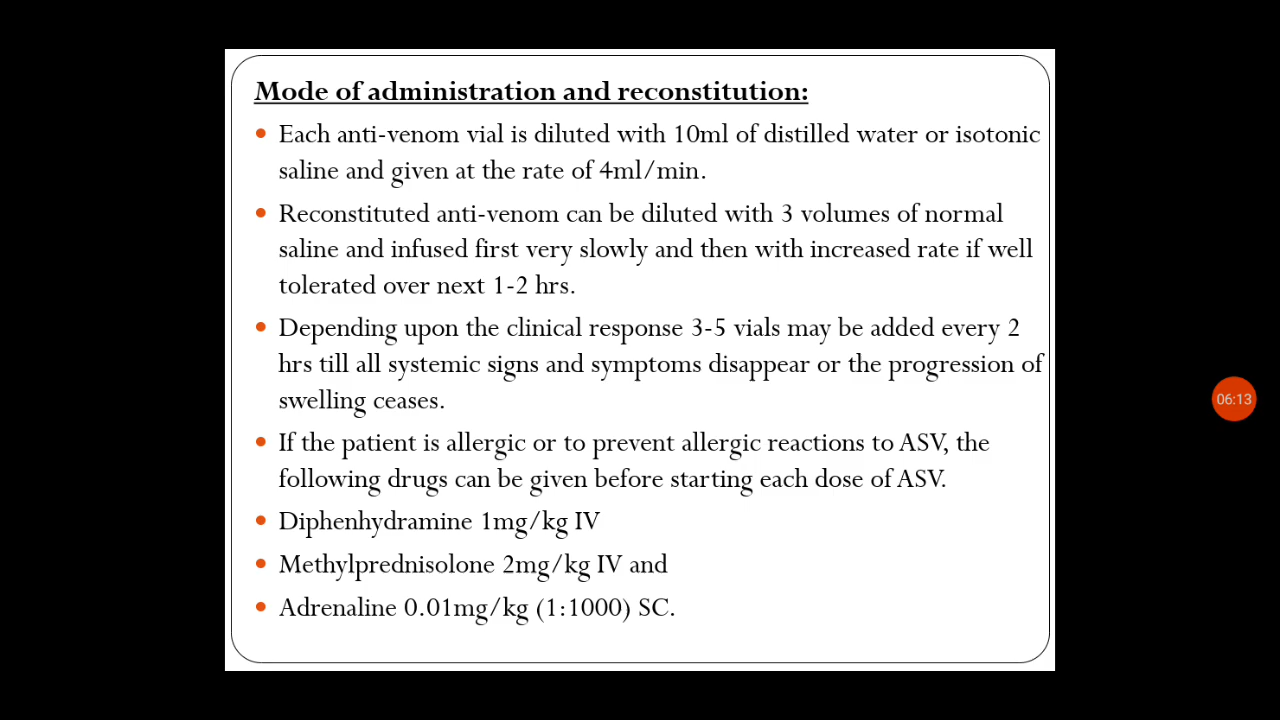 Mode of administration and reconstitution:
• Each anti-venom vial is diluted with 10ml of distilled water or isotonic
saline and given at the rate of 4ml/min.
• Reconstituted anti-venom can be diluted with 3 volumes of normal
saline and infused first very slowly and then with increased rate if well
tolerated over next 1-2 hrs.
• Depending upon the clinical response 3-5 vials may be added every 2
hrs till all systemic signs and symptoms disappear or the progression of
swelling ceases.
• If the patient is allergic or to prevent allergic reactions to ASV, the
following drugs can be given before starting each dose of ASV.
• Diphenhydramine 1mg/kg IV
• Methylprednisolone 2mg/kg IV and
• Adrenaline 0.01mg/kg (1:1000) SC.
06:13